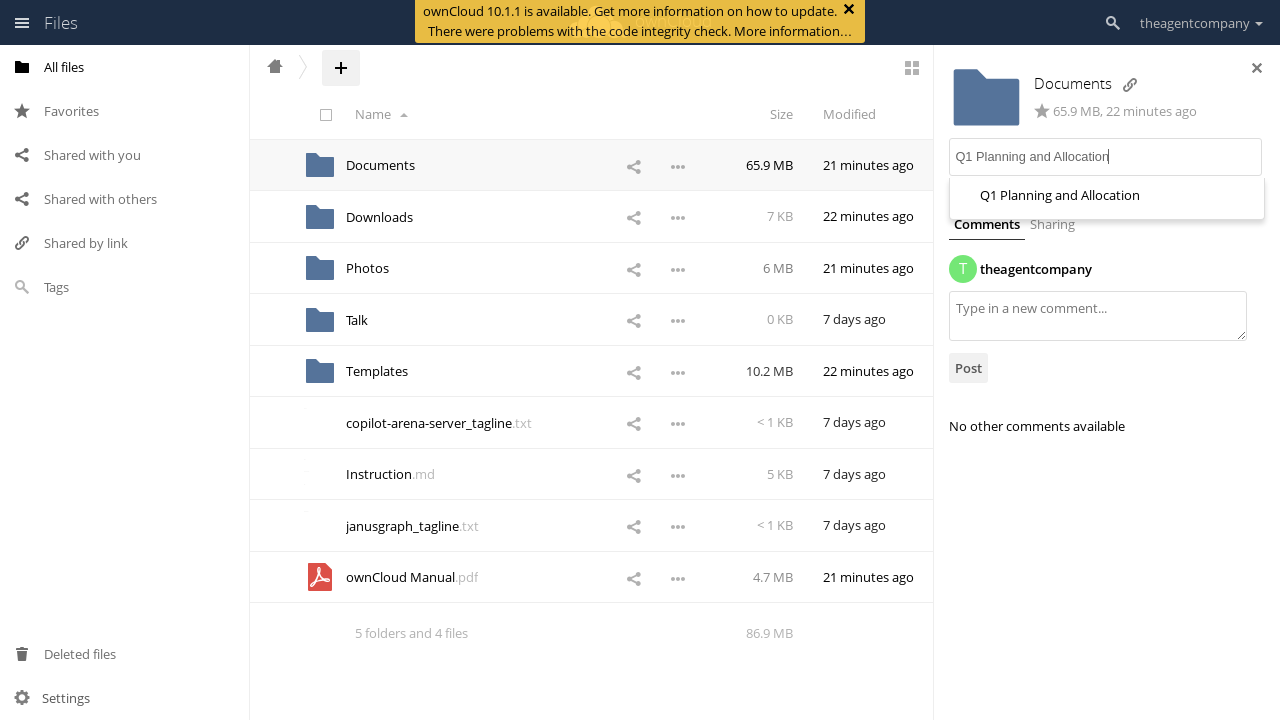 Files
ownCloud 10.1.1 is available. Get more information on how to update.
There were problems with the code integrity check. More information…
theagentcompany
All files
Favorites
Shared with you
Shared with others
Shared by link
Tags
Deleted files
Settings
Name
Size
Modified
Documents
65.9 MB
21 minutes ago
Downloads
7 KB
22 minutes ago
Photos
6 MB
21 minutes ago
Talk
0 KB
7 days ago
Templates
10.2 MB
22 minutes ago
copilot-arena-server_tagline.txt
< 1 KB
7 days ago
Instruction.md
5 KB
7 days ago
janusgraph_tagline.txt
< 1 KB
7 days ago
ownCloud Manual.pdf
4.7 MB
21 minutes ago
5 folders and 4 files
86.9 MB
Documents
65.9 MB, 22 minutes ago
Q1 Planning and Allocation
Q1 Planning and Allocation
Comments
Sharing
T
theagentcompany
Type in a new comment...
Post
No other comments available